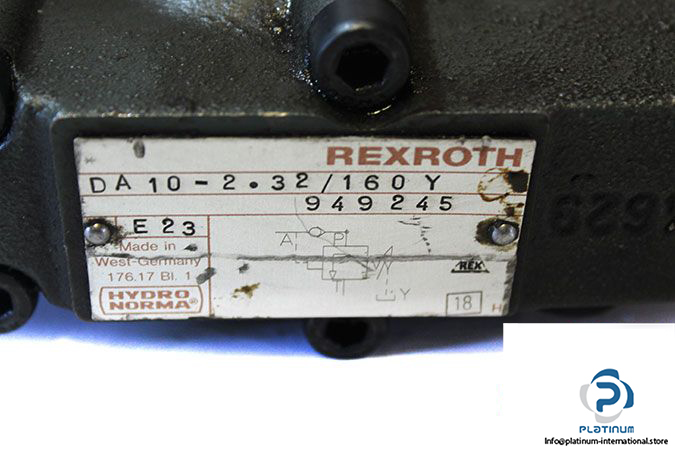 REXROTH
DA 10-2.32/160 Y
949245
E23
Made in
West-Germany
176.17 Bl. 1
HYDRO
NORMA®
A P
Y
REX
18
H
PLATINUM
Info@platinum-international.store